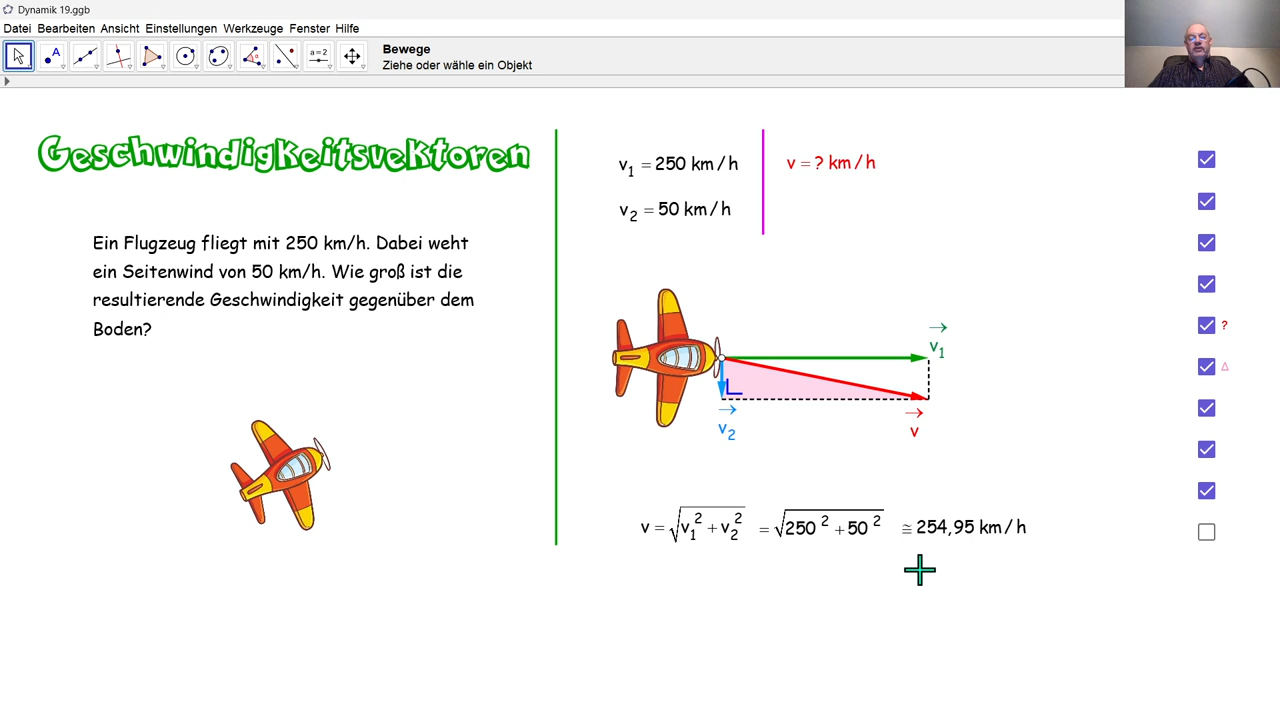 Dynamik 19.ggb
Datei Bearbeiten Ansicht Einstellungen Werkzeuge Fenster Hilfe
A
a=2
Bewege
Ziehe oder wähle ein Objekt
Geschwindigkeitsvektoren
Ein Flugzeug fliegt mit 250 km/h. Dabei weht
ein Seitenwind von 50 km/h. Wie groß ist die
resultierende Geschwindigkeit gegenüber dem
Boden?
v₁ = 250 km/h
v₂ = 50 km/h
v = ? km/h
?
Δ
v₁
v₂
v
v = √(v₁² + v₂²) = √(250² + 50²) ≅ 254,95 km/h